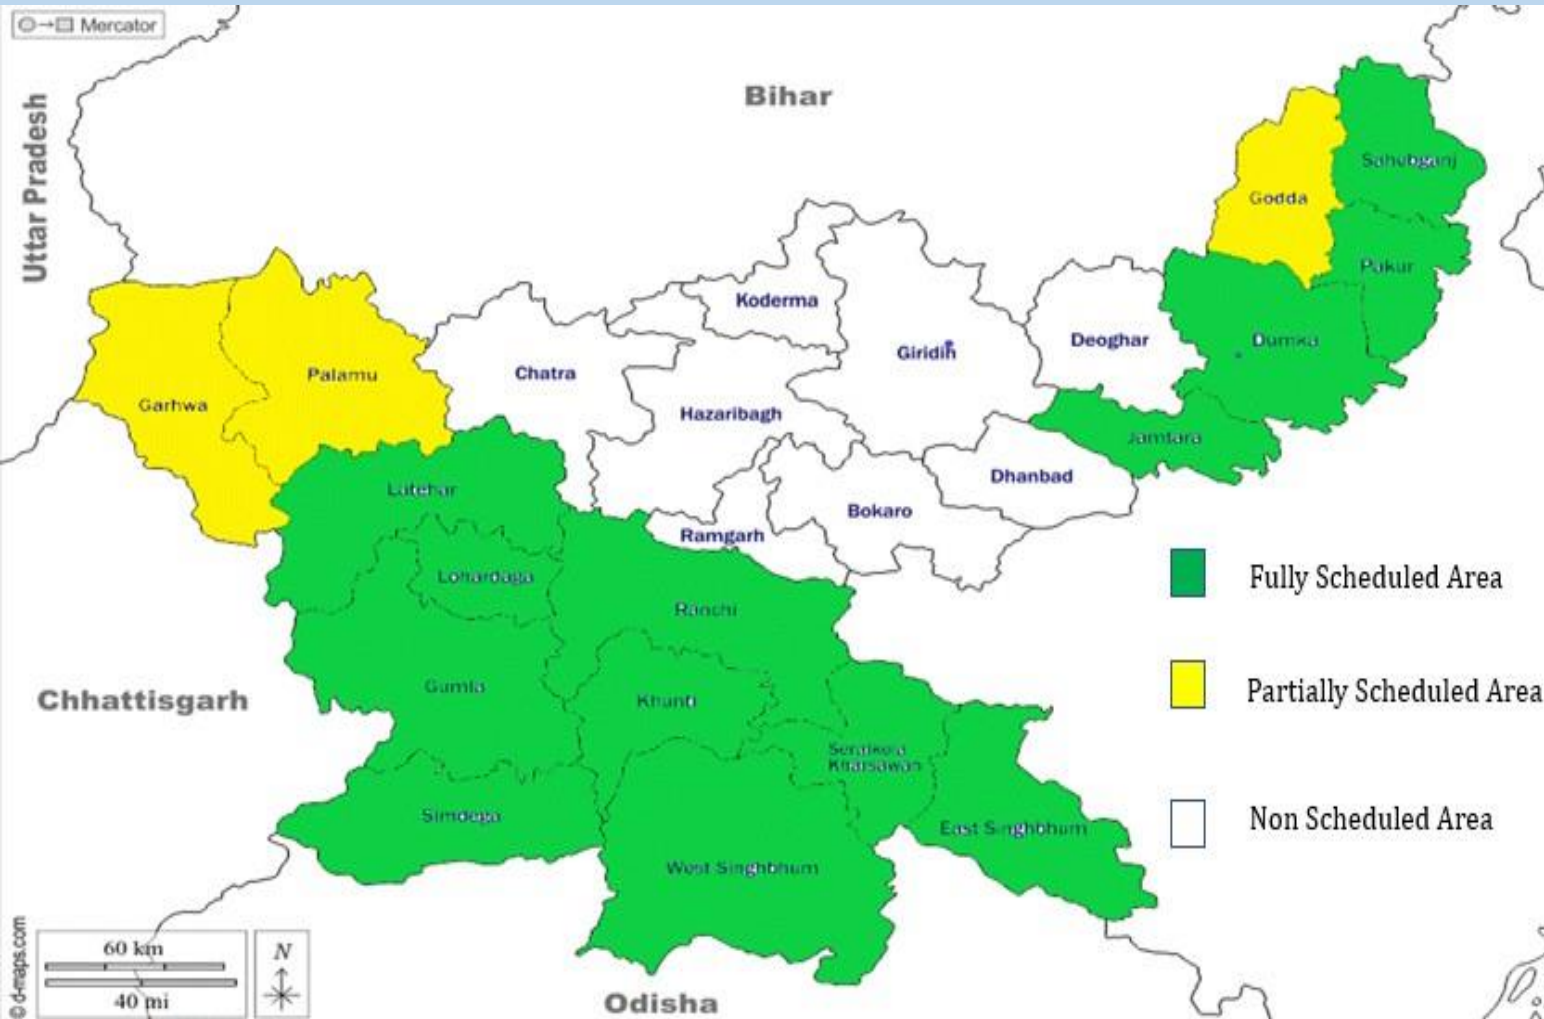 Mercator
Uttar Pradesh
Bihar
Sahebganj
Godda
Pakur
Koderma
Deoghar
Dumka
Giridih
Palamu
Chatra
Garhwa
Hazaribagh
Jamtara
Dhanbad
Latehar
Bokaro
Ramgarh
Lohardaga
Ranchi
Fully Scheduled Area
Gumla
Khunti
Chhattisgarh
Partially Scheduled Area
Seraikela
Kharsawan
Simdega
East Singhbhum
Non Scheduled Area
West Singhbhum
© d-maps.com
60 km
40 mi
N
Odisha